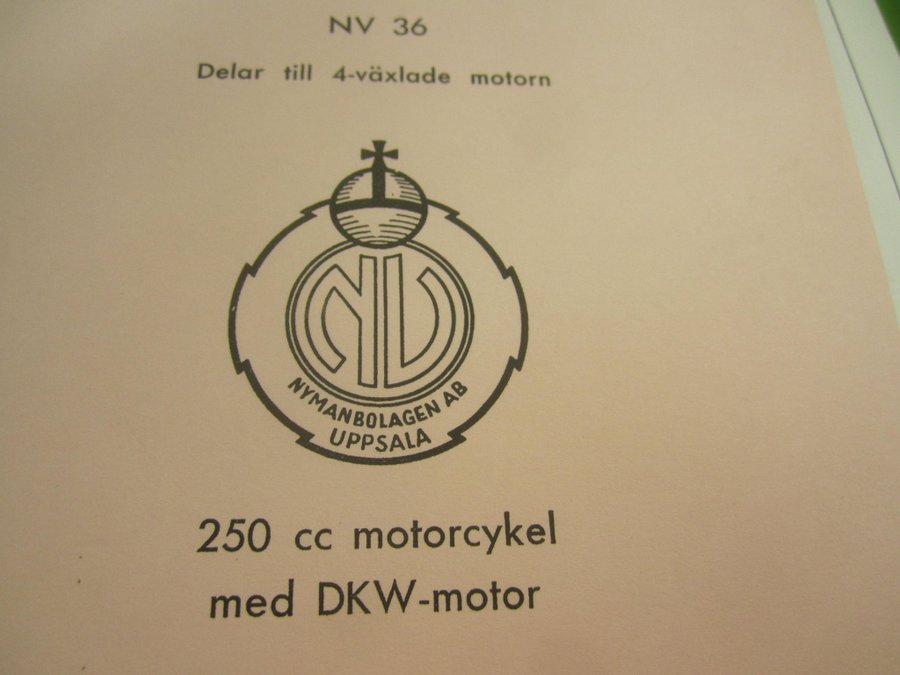 NV 36
Delar till 4-växlade motorn
NV
NYMANBOLAGEN AB
UPPSALA
250 cc motorcykel
med DKW-motor